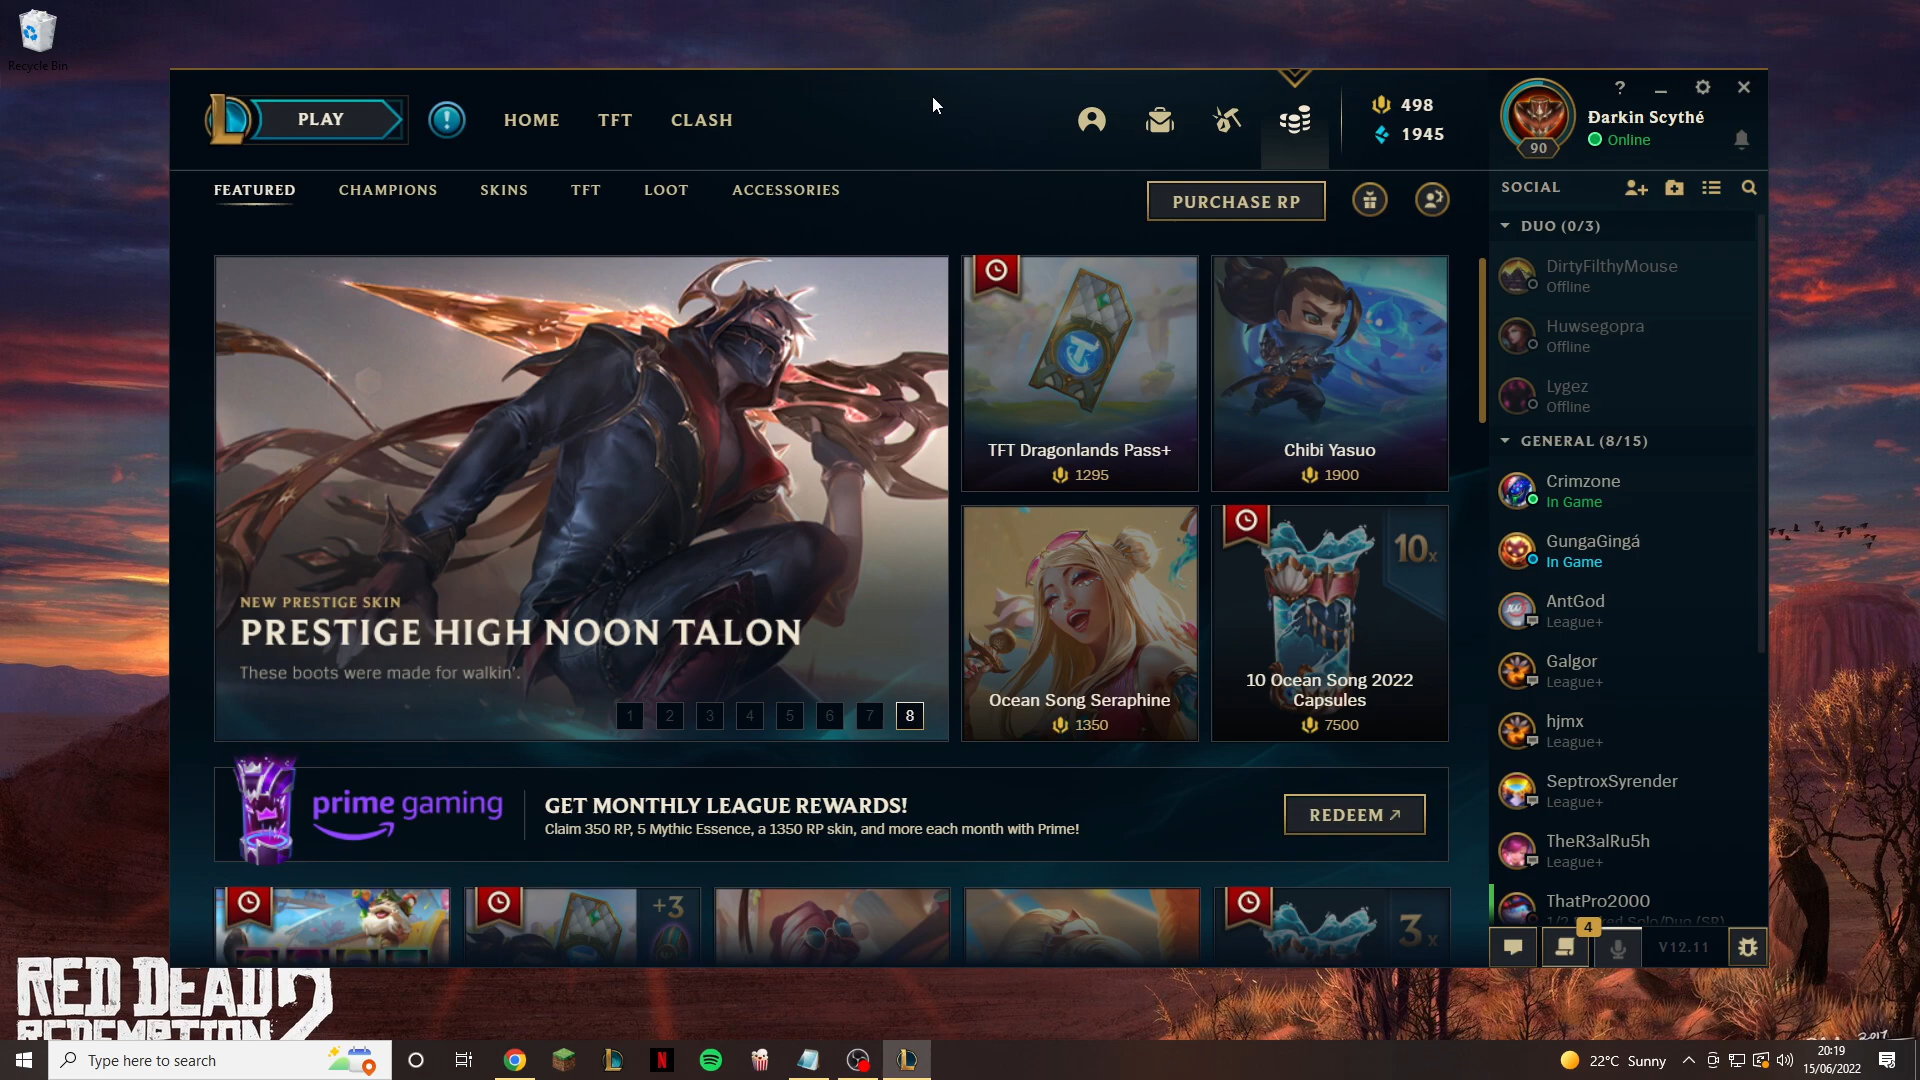 Recycle Bin
PLAY
HOME
TFT
CLASH
498
1945
90
Ðarkin Scythé
Online
FEATURED
CHAMPIONS
SKINS
TFT
LOOT
ACCESSORIES
PURCHASE RP
SOCIAL
DUO (0/3)
DirtyFilthyMouse
Offline
Huwsegopra
Offline
Lygez
Offline
GENERAL (8/15)
Crimzone
In Game
GungaGingá
In Game
AntGod
League+
Galgor
League+
hjmx
League+
SeptroxSyrender
League+
TheR3alRu5h
League+
ThatPro2000
4
V12.11
NEW PRESTIGE SKIN
PRESTIGE HIGH NOON TALON
These boots were made for walkin'.
1 2 3 4 5 6 7 8
TFT Dragonlands Pass+
1295
Chibi Yasuo
1900
Ocean Song Seraphine
1350
10x
10 Ocean Song 2022
Capsules
7500
prime gaming
GET MONTHLY LEAGUE REWARDS!
Claim 350 RP, 5 Mythic Essence, a 1350 RP skin, and more each month with Prime!
REDEEM
+3
3x
RED DEAD
REDEMPTION 2
2017
Type here to search
22°C Sunny
20:19
15/06/2022